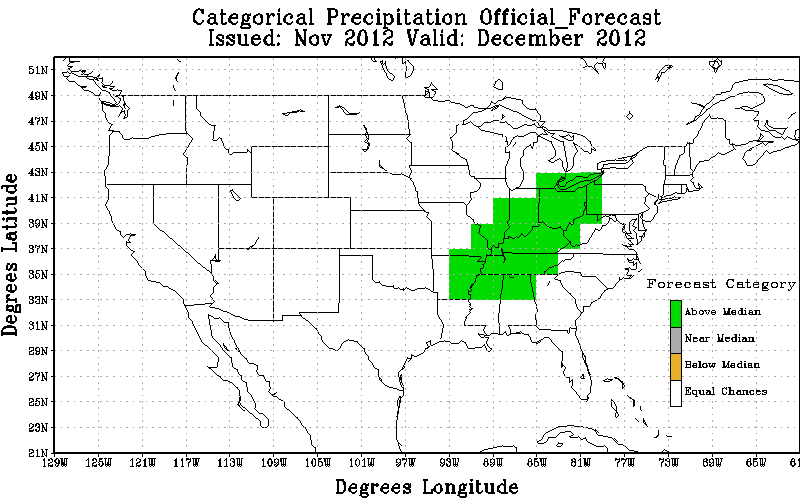 Categorical Precipitation Official_Forecast
Issued: Nov 2012 Valid: December 2012
51N
49N
47N
45N
43N
41N
39N
37N
35N
33N
31N
29N
27N
25N
23N
21N
Degrees Latitude
Forecast Category
Above Median
Near Median
Below Median
Equal Chances
129W 125W 121W 117W 113W 109W 105W 101W 97W 93W 89W 85W 81W 77W 73W 69W 65W 61
Degrees Longitude